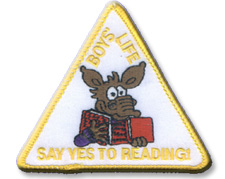 BOYS' LIFE
SAY YES TO READING!